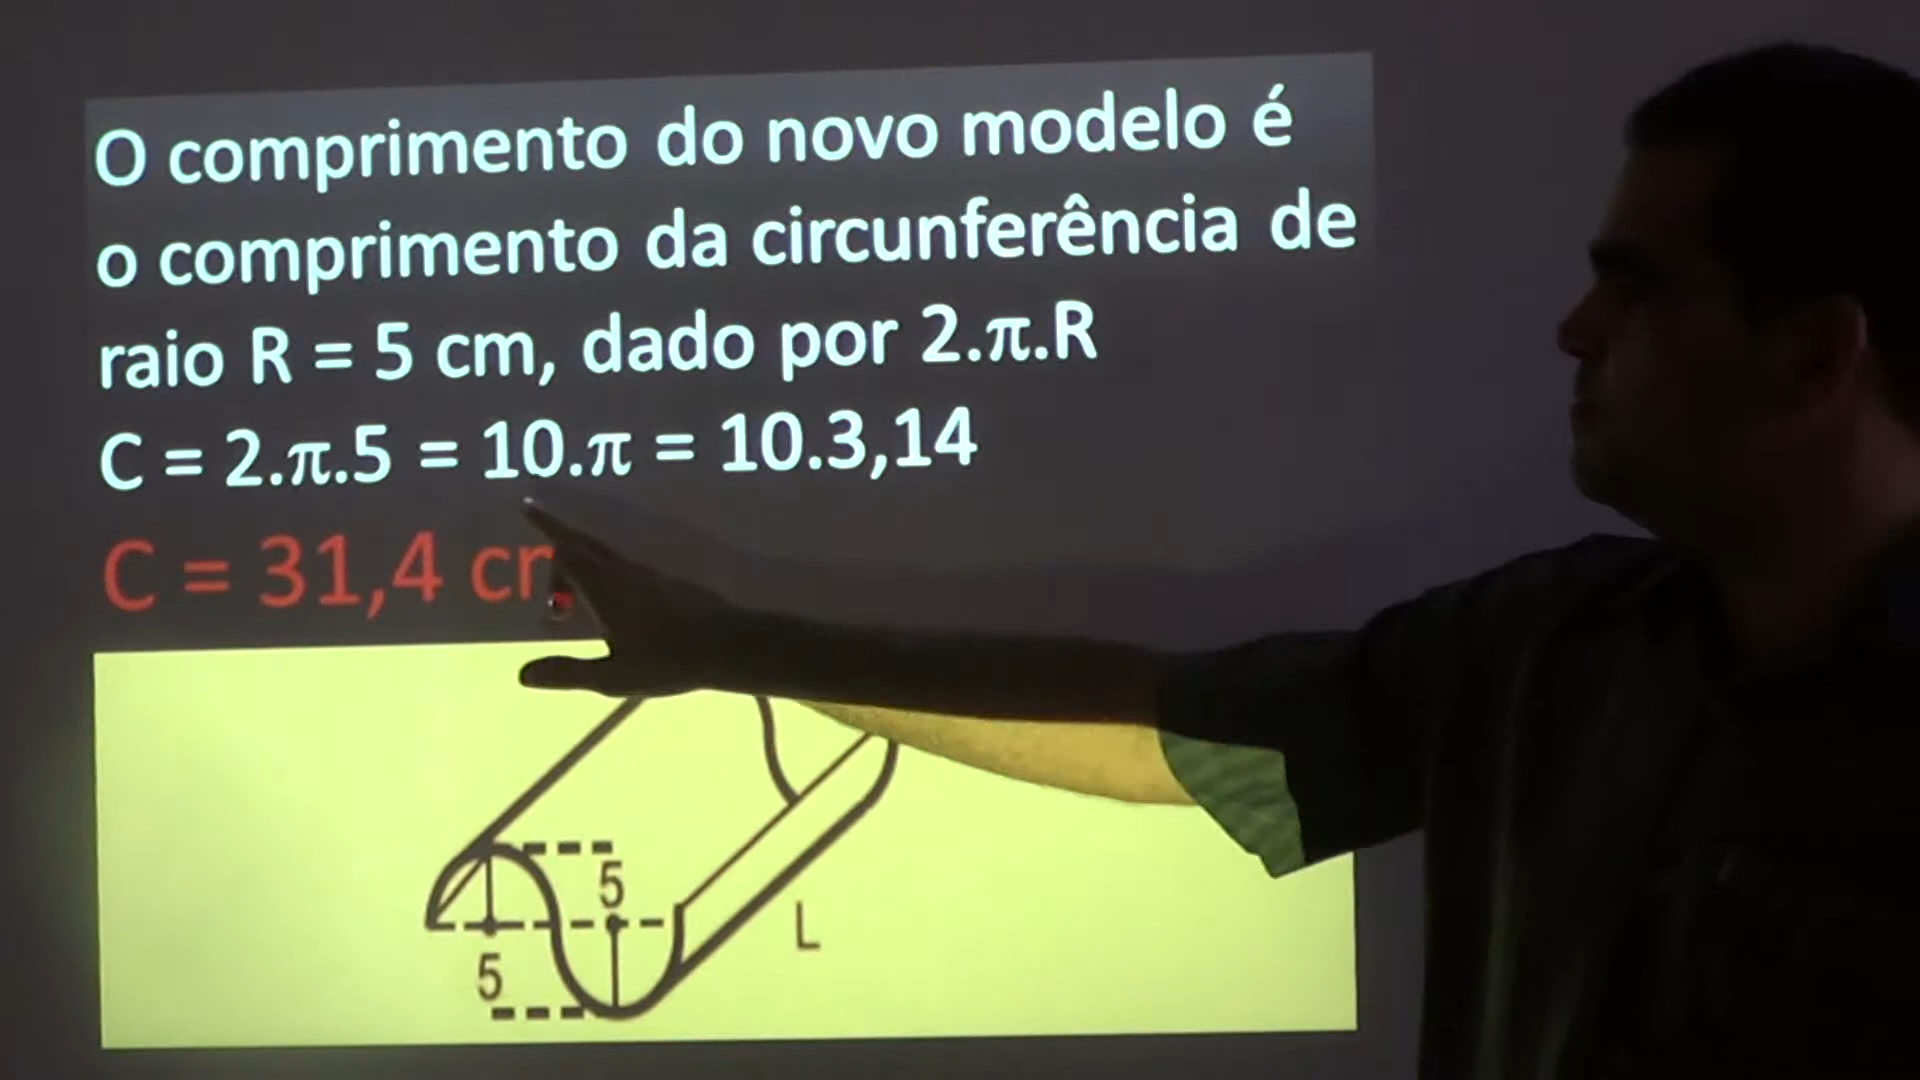 O comprimento do novo modelo é
o comprimento da circunferência de
raio R = 5 cm, dado por 2.π.R
C = 2.π.5 = 10.π = 10.3,14
C = 31,4
5
5
L